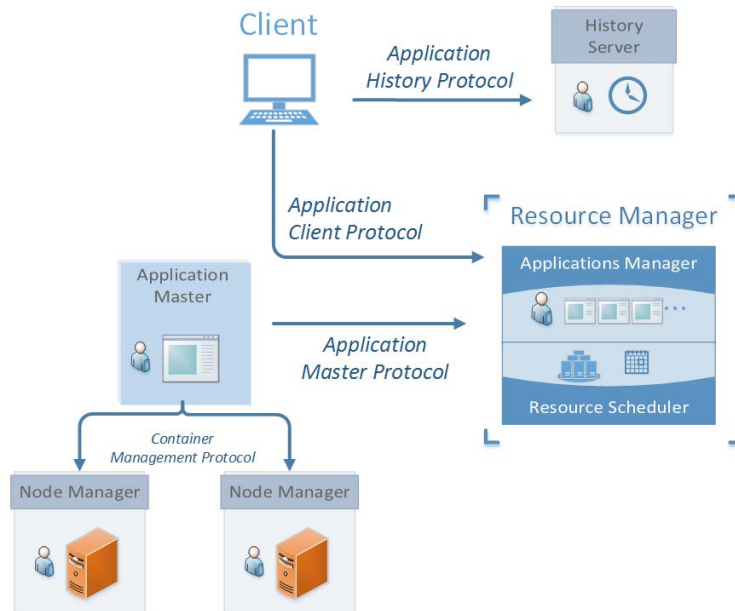 Client
History
Server
Application
History Protocol
Application
Client Protocol
Resource Manager
Applications Manager
Application
Master
Application
Master Protocol
Resource Scheduler
Container
Management Protocol
Node Manager
Node Manager